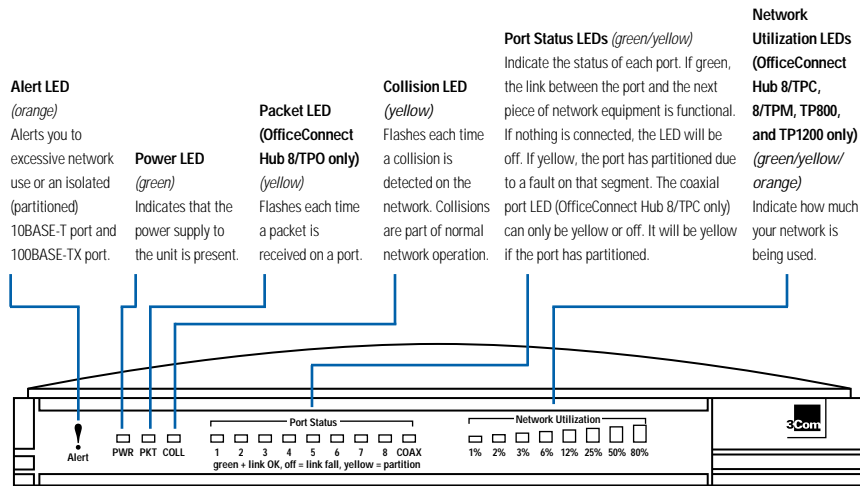 Alert LED
(orange)
Alerts you to
excessive network
use or an isolated
(partitioned)
10BASE-T port and
100BASE-TX port.
Power LED
(green)
Indicates that the
power supply to
the unit is present.
Packet LED
(OfficeConnect
Hub 8/TPO only)
(yellow)
Flashes each time
a packet is
received on a port.
Collision LED
(yellow)
Flashes each time
a collision is
detected on the
network. Collisions
are part of normal
network operation.
Port Status LEDs (green/yellow)
Indicate the status of each port. If green,
the link between the port and the next
piece of network equipment is functional.
If nothing is connected, the LED will be
off. If yellow, the port has partitioned due
to a fault on that segment. The coaxial
port LED (OfficeConnect Hub 8/TPC only)
can only be yellow or off. It will be yellow
if the port has partitioned.
Network
Utilization LEDs
(OfficeConnect
Hub 8/TPC,
8/TPM, TP800,
and TP1200 only)
(green/yellow/
orange)
Indicate how much
your network is
being used.
! Alert
PWR PKT COLL
Port Status
1 2 3 4 5 6 7 8 COAX
green + link OK, off = link fall, yellow = partition
Network Utilization
1% 2% 3% 6% 12% 25% 50% 80%
3Com